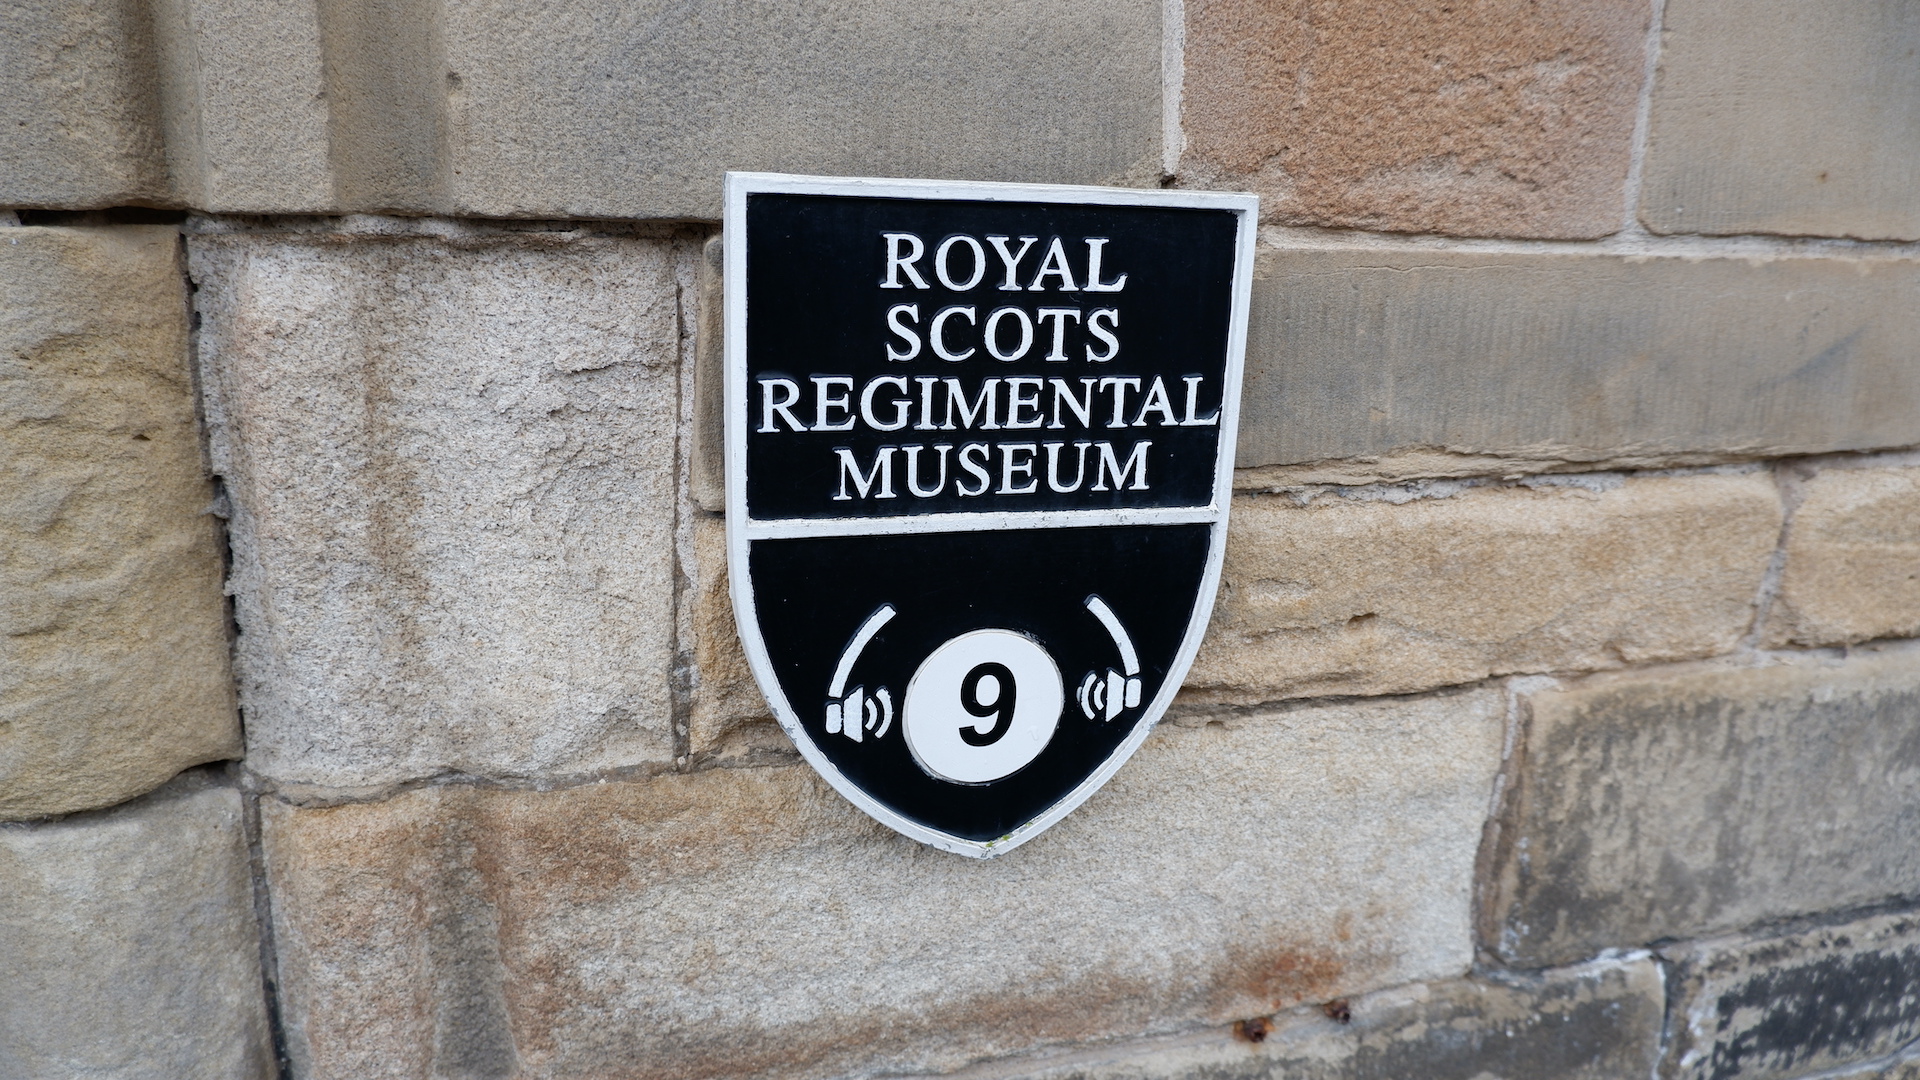 ROYAL
SCOTS
REGIMENTAL
MUSEUM
9